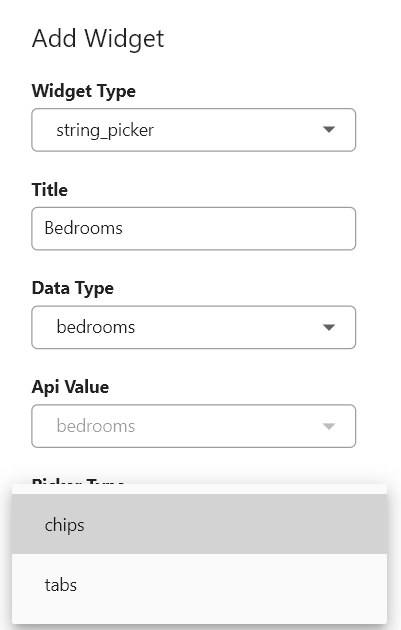 Add Widget
Widget Type
string_picker
Title
Bedrooms
Data Type
bedrooms
Api Value
bedrooms
Picker Type
chips
tabs